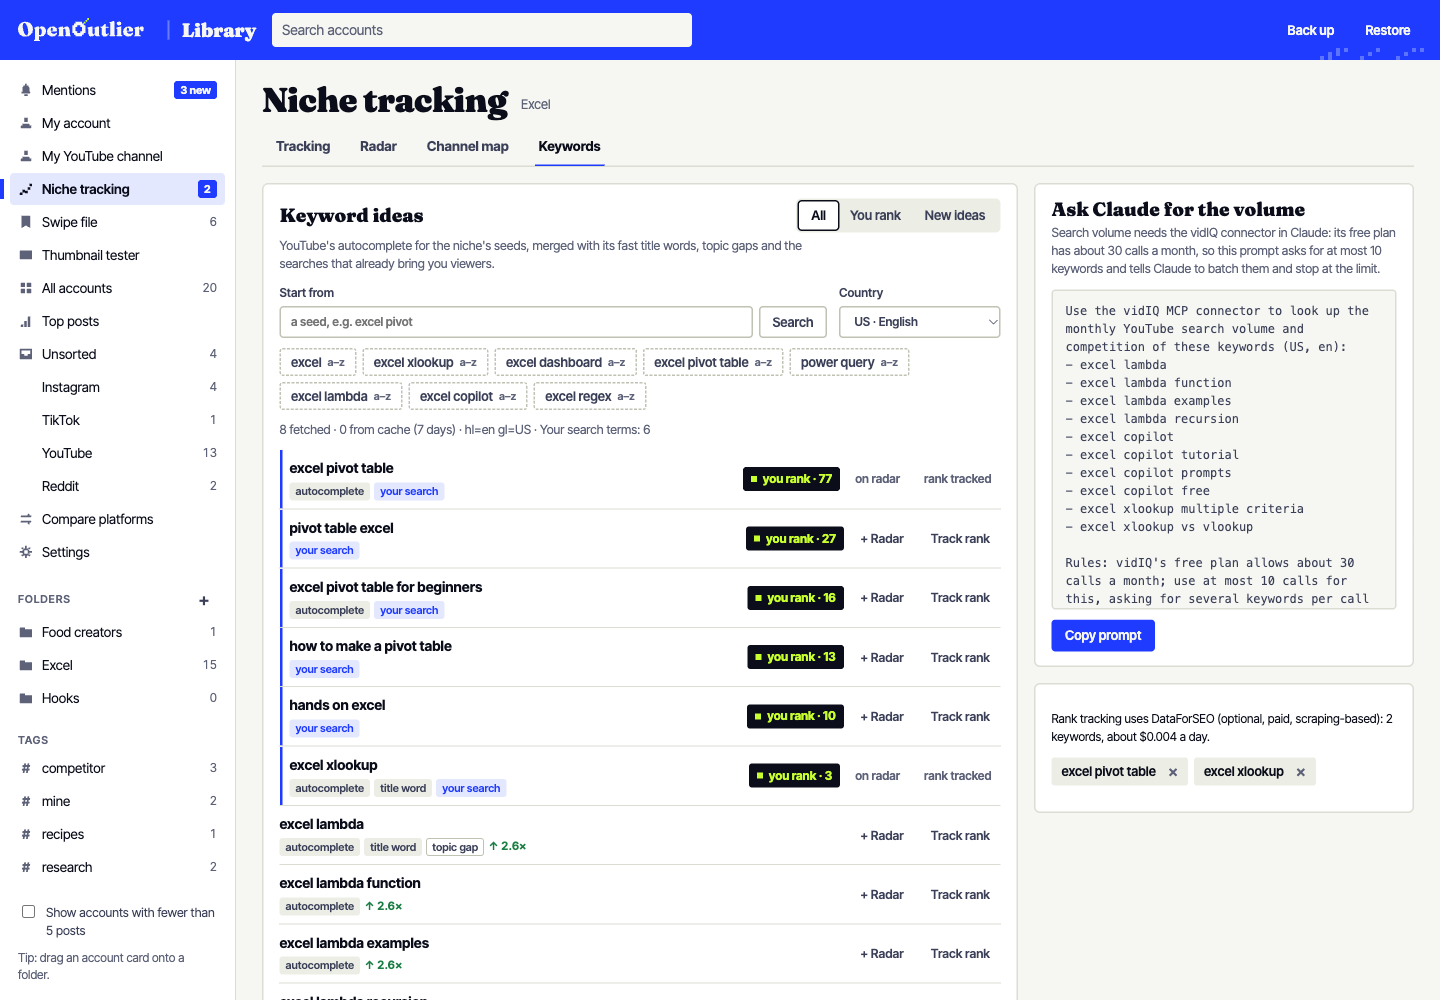 OpenOutlier
Library
Search accounts
Back up
Restore
Mentions
3 new
My account
My YouTube channel
Niche tracking
2
Swipe file
6
Thumbnail tester
All accounts
20
Top posts
Unsorted
4
Instagram
4
TikTok
1
YouTube
13
Reddit
2
Compare platforms
Settings
FOLDERS
+
Food creators
1
Excel
15
Hooks
0
TAGS
# competitor
3
# mine
2
# recipes
1
# research
2
Show accounts with fewer than
5 posts
Tip: drag an account card onto a
folder.
Niche tracking
Excel
Tracking
Radar
Channel map
Keywords
Keyword ideas
All
You rank
New ideas
YouTube's autocomplete for the niche's seeds, merged with its fast title words, topic gaps and the
searches that already bring you viewers.
Start from
Country
a seed, e.g. excel pivot
Search
US · English
excel a–z
excel xlookup a–z
excel dashboard a–z
excel pivot table a–z
power query a–z
excel lambda a–z
excel copilot a–z
excel regex a–z
8 fetched · 0 from cache (7 days) · hl=en gl=US · Your search terms: 6
excel pivot table
autocomplete
your search
you rank · 77
on radar
rank tracked
pivot table excel
your search
you rank · 27
+ Radar
Track rank
excel pivot table for beginners
autocomplete
your search
you rank · 16
+ Radar
Track rank
how to make a pivot table
your search
you rank · 13
+ Radar
Track rank
hands on excel
your search
you rank · 10
+ Radar
Track rank
excel xlookup
autocomplete
title word
your search
you rank · 3
on radar
rank tracked
excel lambda
autocomplete
title word
topic gap
↑ 2.6×
+ Radar
Track rank
excel lambda function
autocomplete
↑ 2.6×
+ Radar
Track rank
excel lambda examples
autocomplete
↑ 2.6×
+ Radar
Track rank
excel lambda recursion
Ask Claude for the volume
Search volume needs the vidIQ connector in Claude: its free plan
has about 30 calls a month, so this prompt asks for at most 10
keywords and tells Claude to batch them and stop at the limit.
Use the vidIQ MCP connector to look up the
monthly YouTube search volume and
competition of these keywords (US, en):
– excel lambda
– excel lambda function
– excel lambda examples
– excel lambda recursion
– excel copilot
– excel copilot tutorial
– excel copilot prompts
– excel copilot free
– excel xlookup multiple criteria
– excel xlookup vs vlookup
Rules: vidIQ's free plan allows about 30
calls a month; use at most 10 calls for
this, asking for several keywords per call
Copy prompt
Rank tracking uses DataForSEO (optional, paid, scraping-based): 2
keywords, about $0.004 a day.
excel pivot table ×
excel xlookup ×